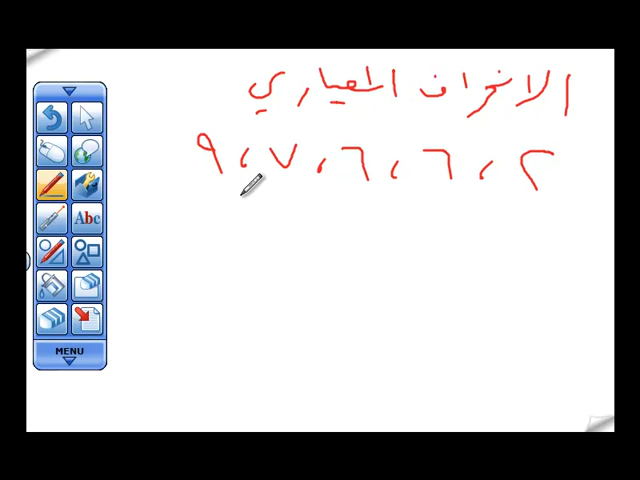 الانحراف المعياري
٢ ، ٦ ، ٦ ، ٧ ، ٩
Abc
MENU